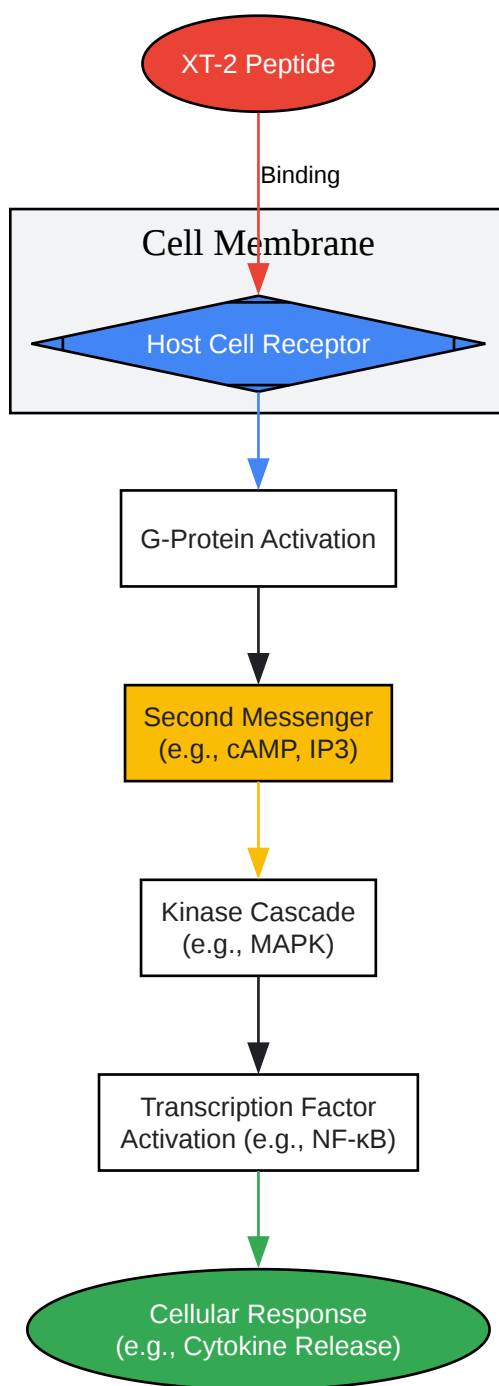 XT-2 Peptide
Binding
Cell Membrane
Host Cell Receptor
G-Protein Activation
Second Messenger
(e.g., cAMP, IP3)
Kinase Cascade
(e.g., MAPK)
Transcription Factor
Activation (e.g., NF-κB)
Cellular Response
(e.g., Cytokine Release)